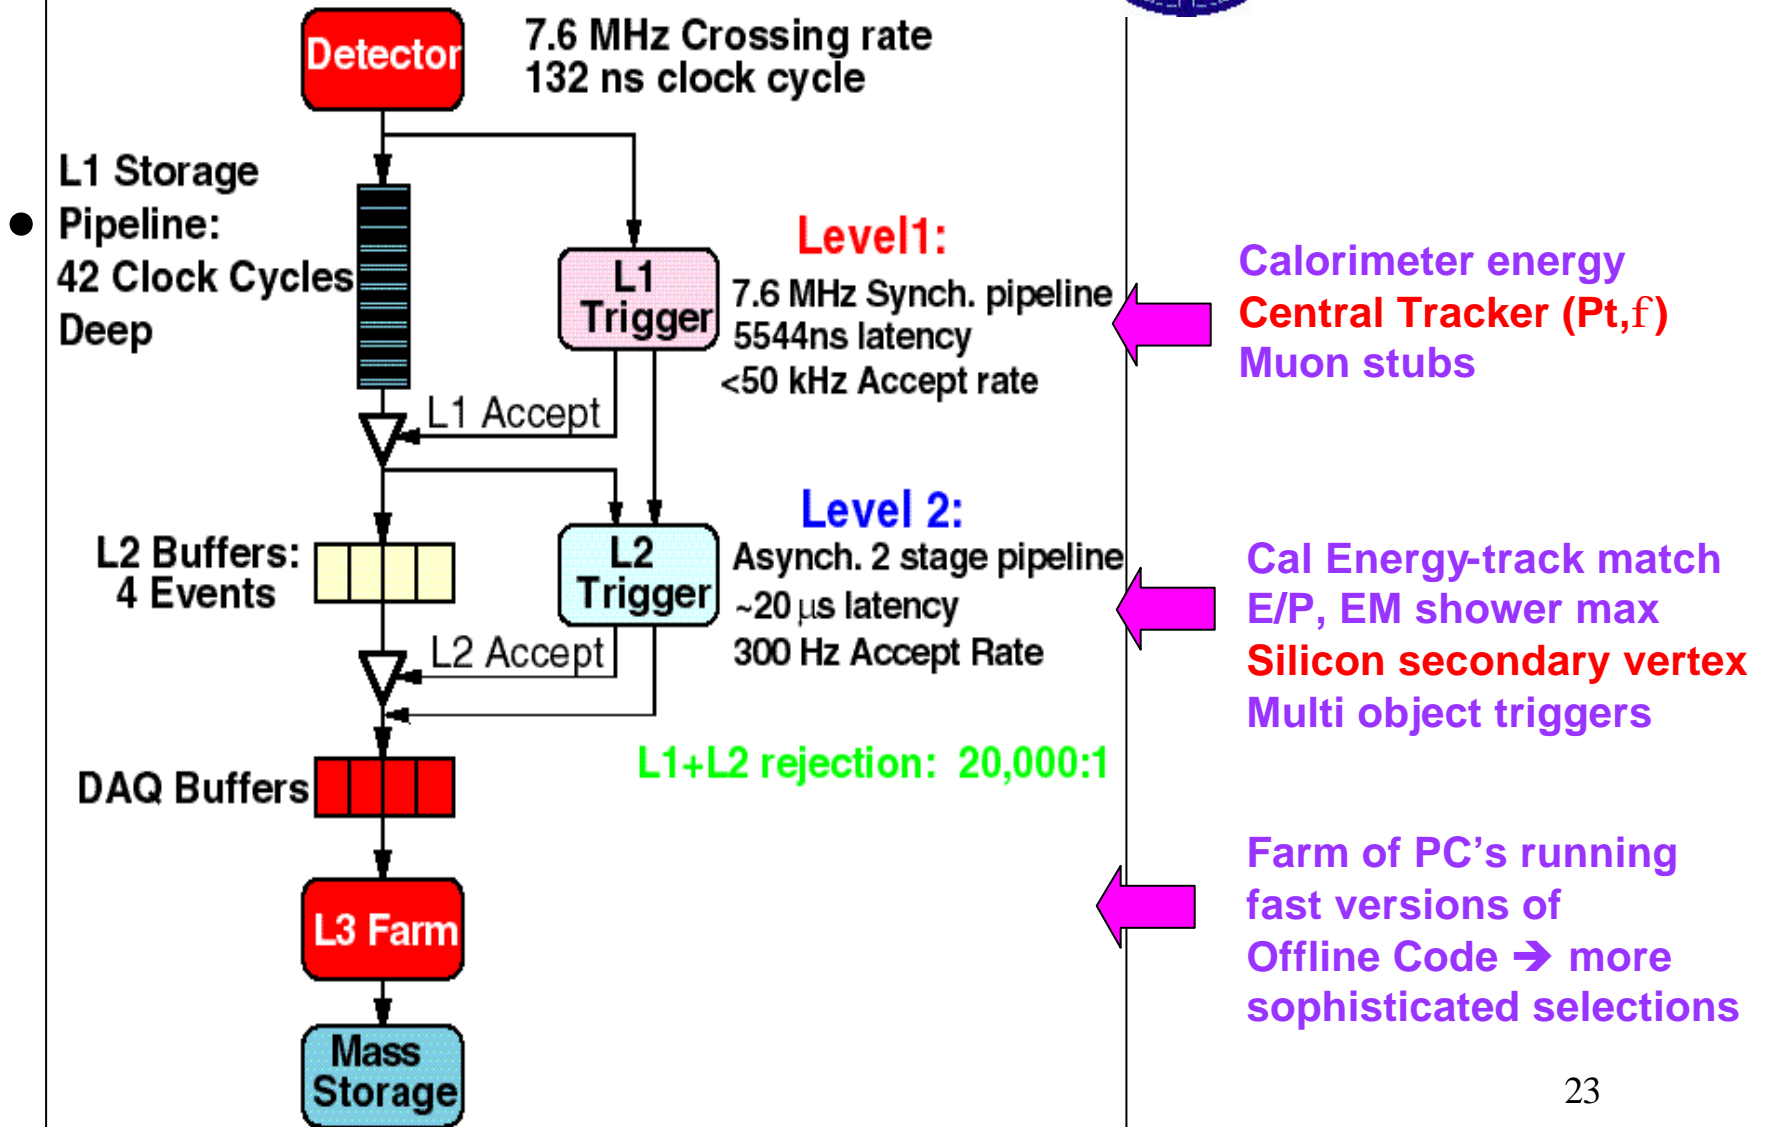 Detector
7.6 MHz Crossing rate
132 ns clock cycle
L1 Storage
Pipeline:
42 Clock Cycles
Deep
L1
Trigger
Level1:
7.6 MHz Synch. pipeline
5544ns latency
<50 kHz Accept rate
Calorimeter energy
Central Tracker (Pt,f)
Muon stubs
L1 Accept
L2 Buffers:
4 Events
L2
Trigger
Level 2:
Asynch. 2 stage pipeline
~20 μs latency
300 Hz Accept Rate
Cal Energy-track match
E/P, EM shower max
Silicon secondary vertex
Multi object triggers
L2 Accept
L1+L2 rejection: 20,000:1
DAQ Buffers
L3 Farm
Farm of PC’s running
fast versions of
Offline Code ➔ more
sophisticated selections
Mass
Storage
23